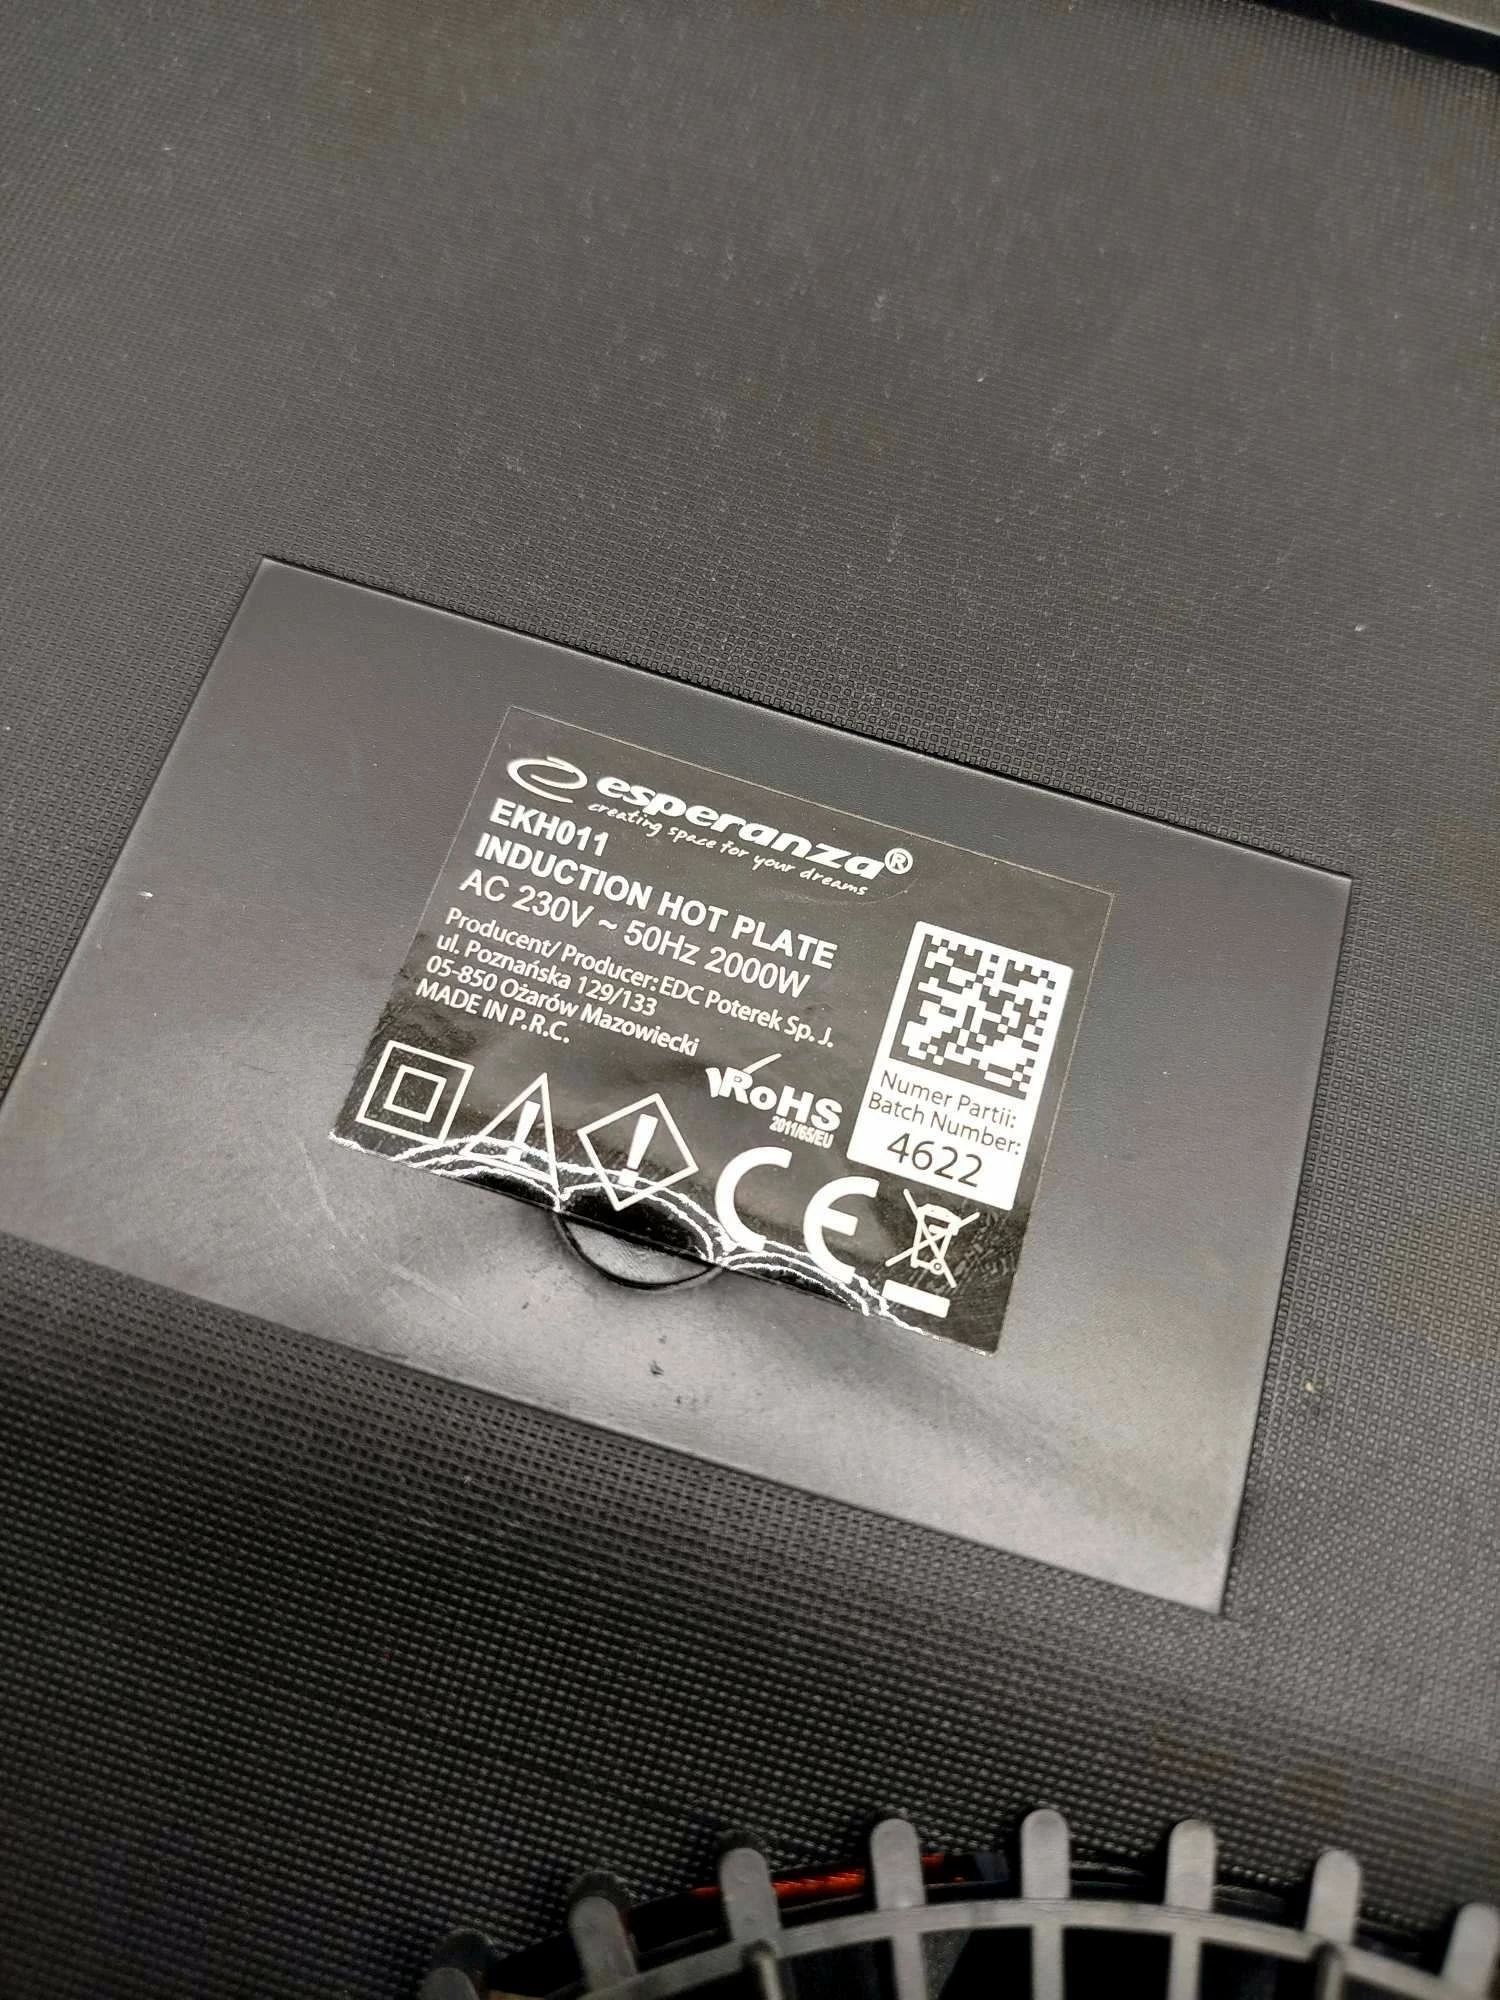 esperanza®
creating space for your dreams
EKH011
INDUCTION HOT PLATE
AC 230V ~ 50Hz 2000W
Producent/ Producer: EDC Poterek Sp. J.
ul. Poznańska 129/133
05-850 Ożarów Mazowiecki
MADE IN P.R.C.
RoHS
2011/65/EU
CE
Numer Partii:
Batch Number:
4622